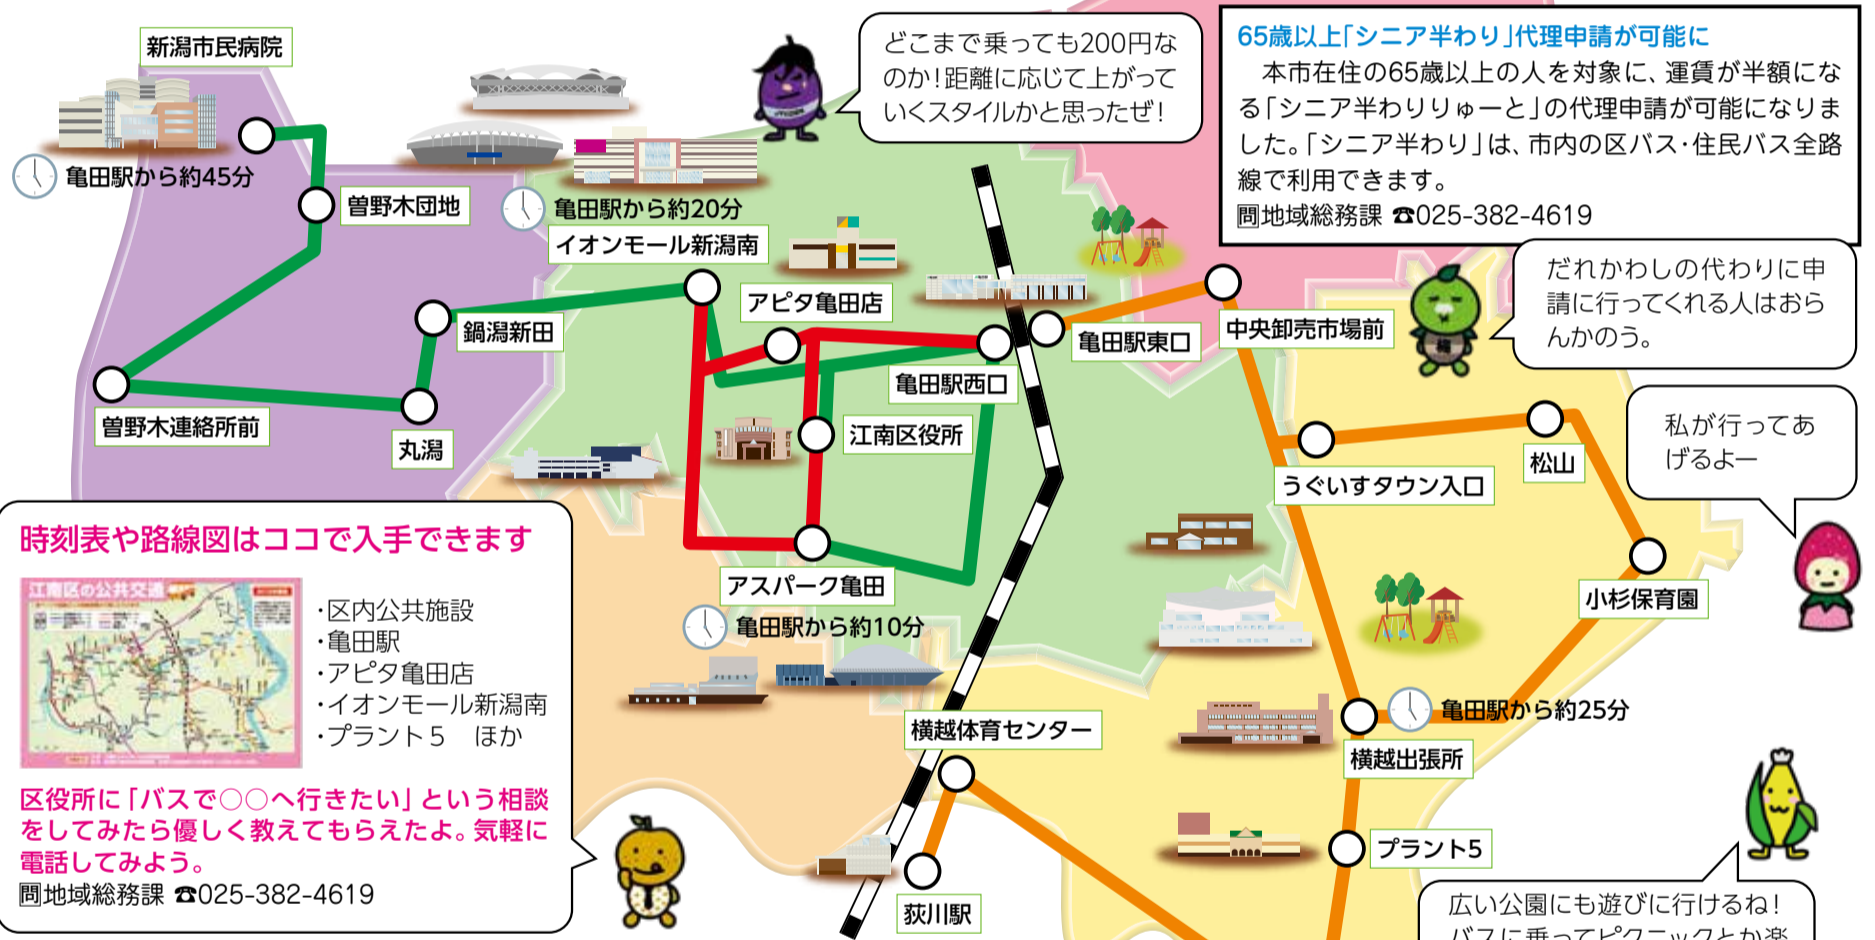 新潟市民病院
亀田駅から約45分
曽野木団地
亀田駅から約20分
イオンモール新潟南
鍋潟新田
曽野木連絡所前
丸潟
アピタ亀田店
亀田駅西口
江南区役所
アスパーク亀田
亀田駅から約10分
亀田駅東口
中央卸売市場前
うぐいすタウン入口
松山
小杉保育園
亀田駅から約25分
横越出張所
プラント5
横越体育センター
荻川駅
どこまで乗っても200円な
のか!距離に応じて上がって
いくスタイルかと思ったぜ!
65歳以上「シニア半わり」代理申請が可能に
本市在住の65歳以上の人を対象に、運賃が半額にな
る「シニア半わりりゅーと」の代理申請が可能になりま
した。「シニア半わり」は、市内の区バス・住民バス全路
線で利用できます。
問地域総務課 ☎025-382-4619
だれかわしの代わりに申
請に行ってくれる人はおら
んかのう。
私が行ってあ
げるよー
時刻表や路線図はココで入手できます
江南区の公共交通
・区内公共施設
・亀田駅
・アピタ亀田店
・イオンモール新潟南
・プラント5 ほか
区役所に「バスで○○へ行きたい」という相談
をしてみたら優しく教えてもらえたよ。気軽に
電話してみよう。
問地域総務課 ☎025-382-4619
広い公園にも遊びに行けるね!
バスに乗ってピクニックとか楽